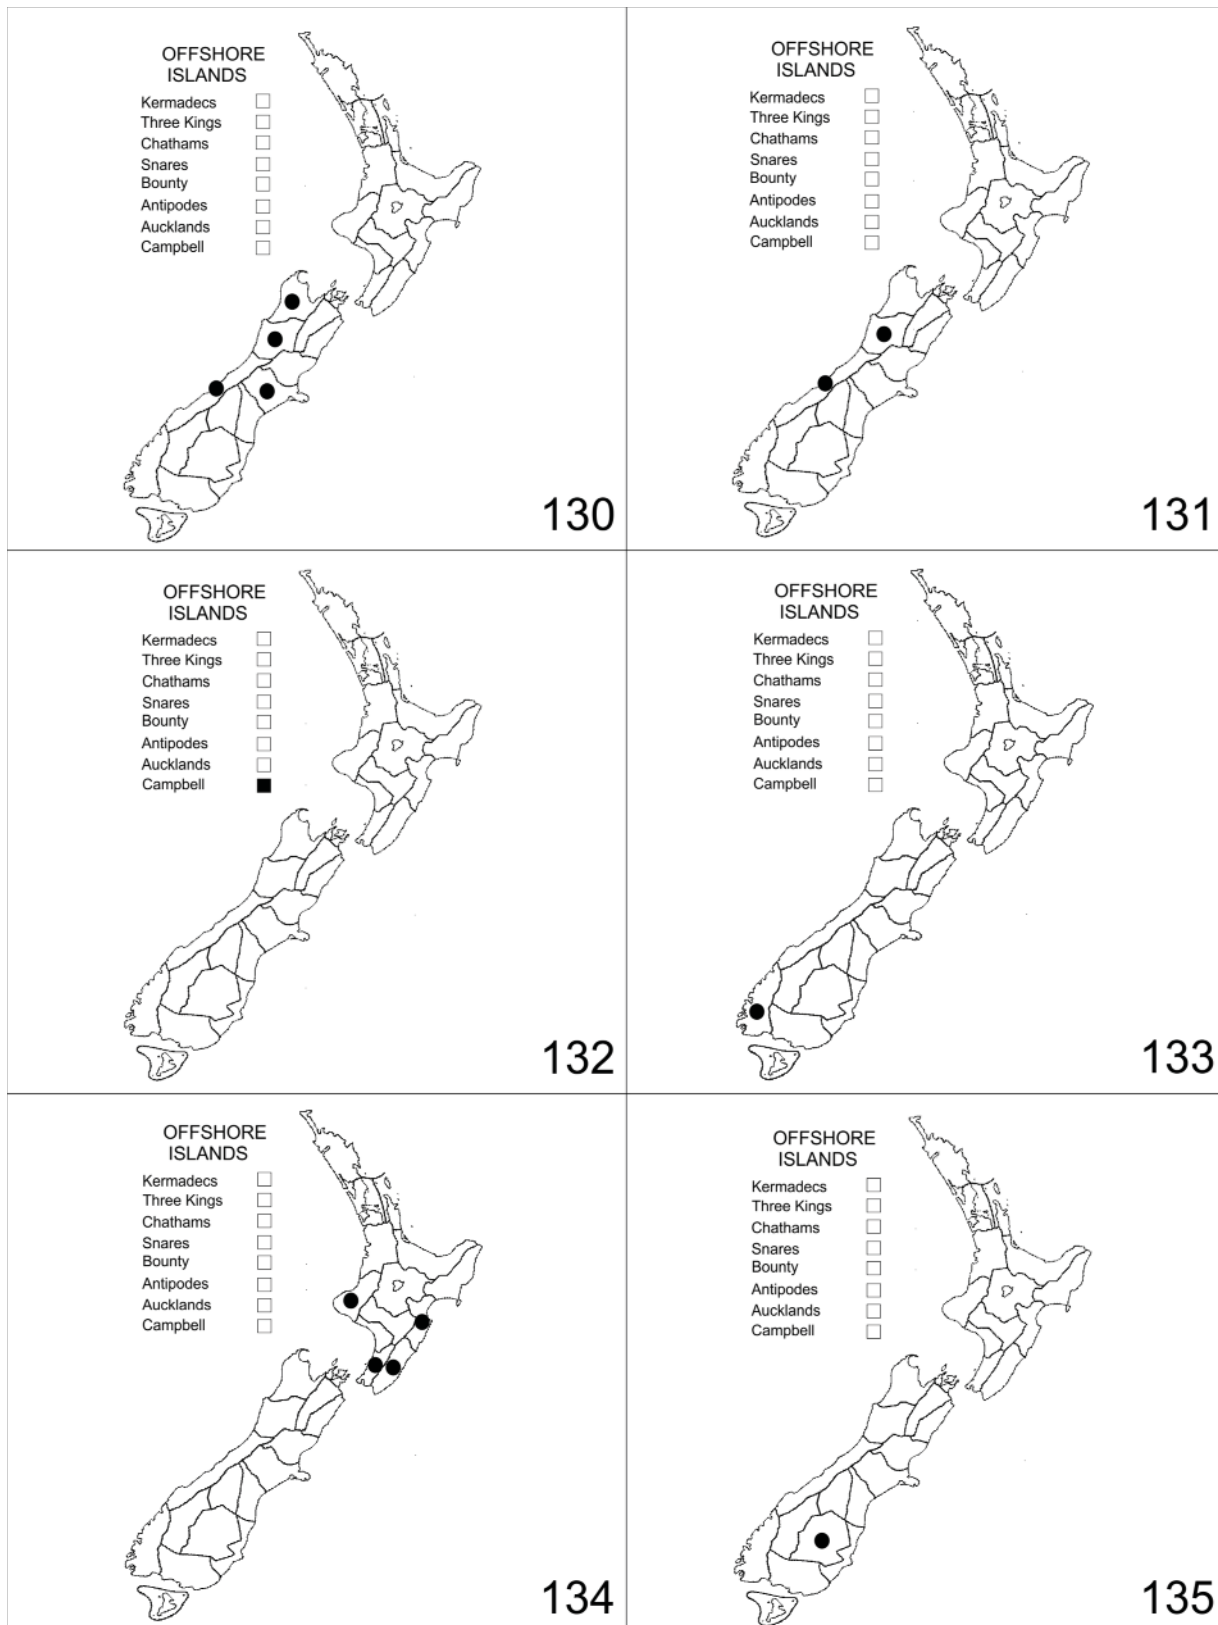 OFFSHORE
ISLANDS
Kermadecs
Three Kings
Chathams
Snares
Bounty
Antipodes
Aucklands
Campbell
130
OFFSHORE
ISLANDS
Kermadecs
Three Kings
Chathams
Snares
Bounty
Antipodes
Aucklands
Campbell
131
OFFSHORE
ISLANDS
Kermadecs
Three Kings
Chathams
Snares
Bounty
Antipodes
Aucklands
Campbell
132
OFFSHORE
ISLANDS
Kermadecs
Three Kings
Chathams
Snares
Bounty
Antipodes
Aucklands
Campbell
133
OFFSHORE
ISLANDS
Kermadecs
Three Kings
Chathams
Snares
Bounty
Antipodes
Aucklands
Campbell
134
OFFSHORE
ISLANDS
Kermadecs
Three Kings
Chathams
Snares
Bounty
Antipodes
Aucklands
Campbell
135